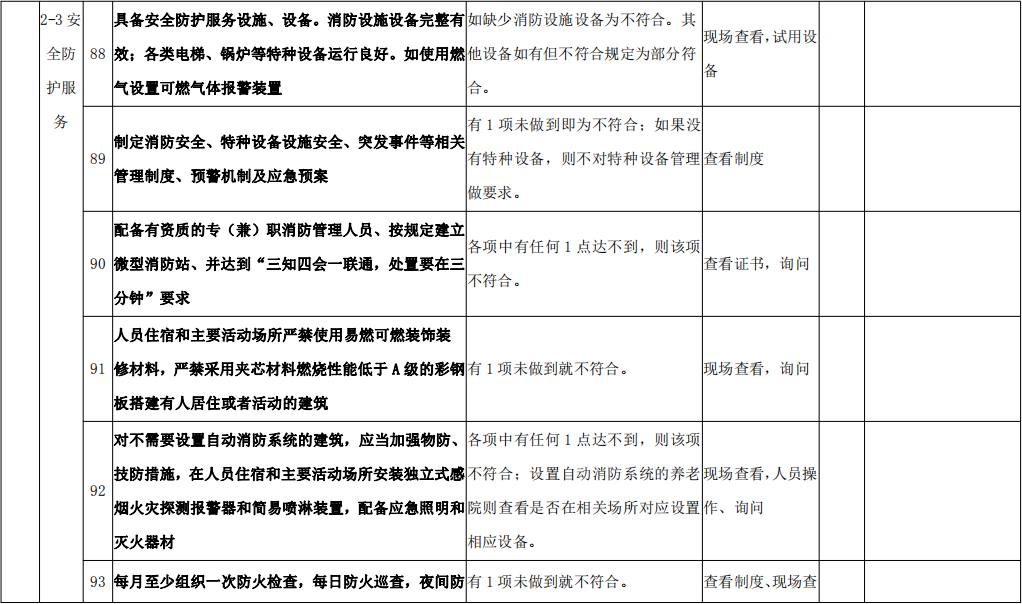 2-3 安
全防
护服
务
88
具备安全防护服务设施、设备。消防设施设备完整有
效；各类电梯、锅炉等特种设备运行良好。如使用燃
气设置可燃气体报警装置
如缺少消防设施设备为不符合。其
他设备如有但不符合规定为部分符
合。
现场查看，试用设
备
89
制定消防安全、特种设备设施安全、突发事件等相关
管理制度、预警机制及应急预案
有 1 项未做到即为不符合；如果没
有特种设备，则不对特种设备管理
做要求。
查看制度
90
配备有资质的专（兼）职消防管理人员、按规定建立
微型消防站、并达到“三知四会一联通，处置要在三
分钟”要求
各项中有任何 1 点达不到，则该项
不符合。
查看证书，询问
91
人员住宿和主要活动场所严禁使用易燃可燃装饰装
修材料，严禁采用夹芯材料燃烧性能低于 A 级的彩钢
板搭建有人居住或者活动的建筑
有 1 项未做到就不符合。
现场查看，询问
92
对不需要设置自动消防系统的建筑，应当加强物防、
技防措施，在人员住宿和主要活动场所安装独立式感
烟火灾探测报警器和简易喷淋装置，配备应急照明和
灭火器材
各项中有任何 1 点达不到，则该项
不符合；设置自动消防系统的养老
院则查看是否在相关场所对应设置
相应设备。
现场查看，人员操
作、询问
93
每月至少组织一次防火检查，每日防火巡查，夜间防
有 1 项未做到就不符合。
查看制度、现场查